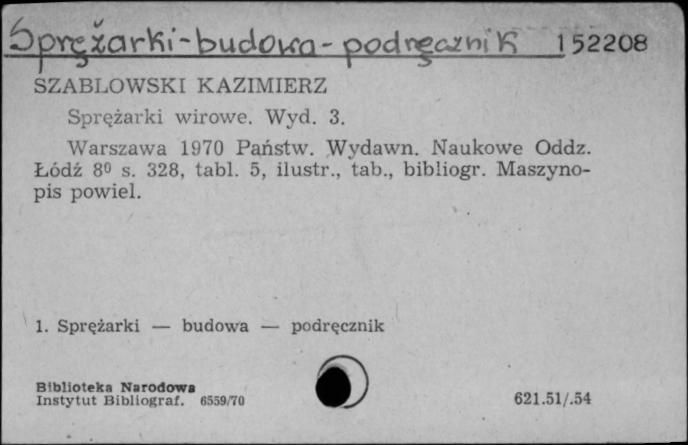 Sprężarki-budowa-podręcznik 152208
SZABLOWSKI KAZIMIERZ
Sprężarki wirowe. Wyd. 3.
Warszawa 1970 Państw. Wydawn. Naukowe Oddz.
Łódź 8⁰ s. 328, tabl. 5, ilustr., tab., bibliogr. Maszyno-
pis powiel.
1. Sprężarki — budowa — podręcznik
Biblioteka Narodowa
Instytut Bibliograf. 6559/70
621.51/.54